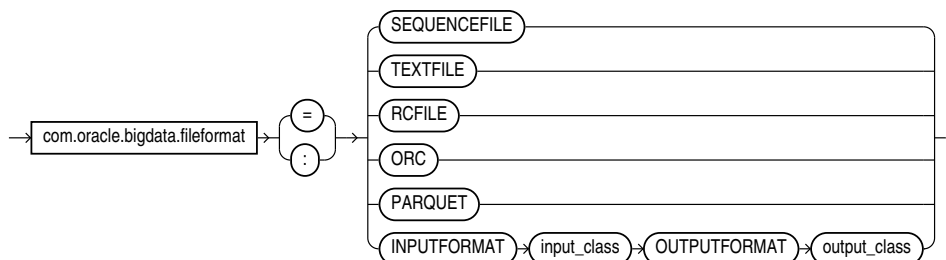 SEQUENCEFILE
TEXTFILE
RCFILE
=
com.oracle.bigdata.fileformat
:
ORC
PARQUET
INPUTFORMAT input_class OUTPUTFORMAT output_class